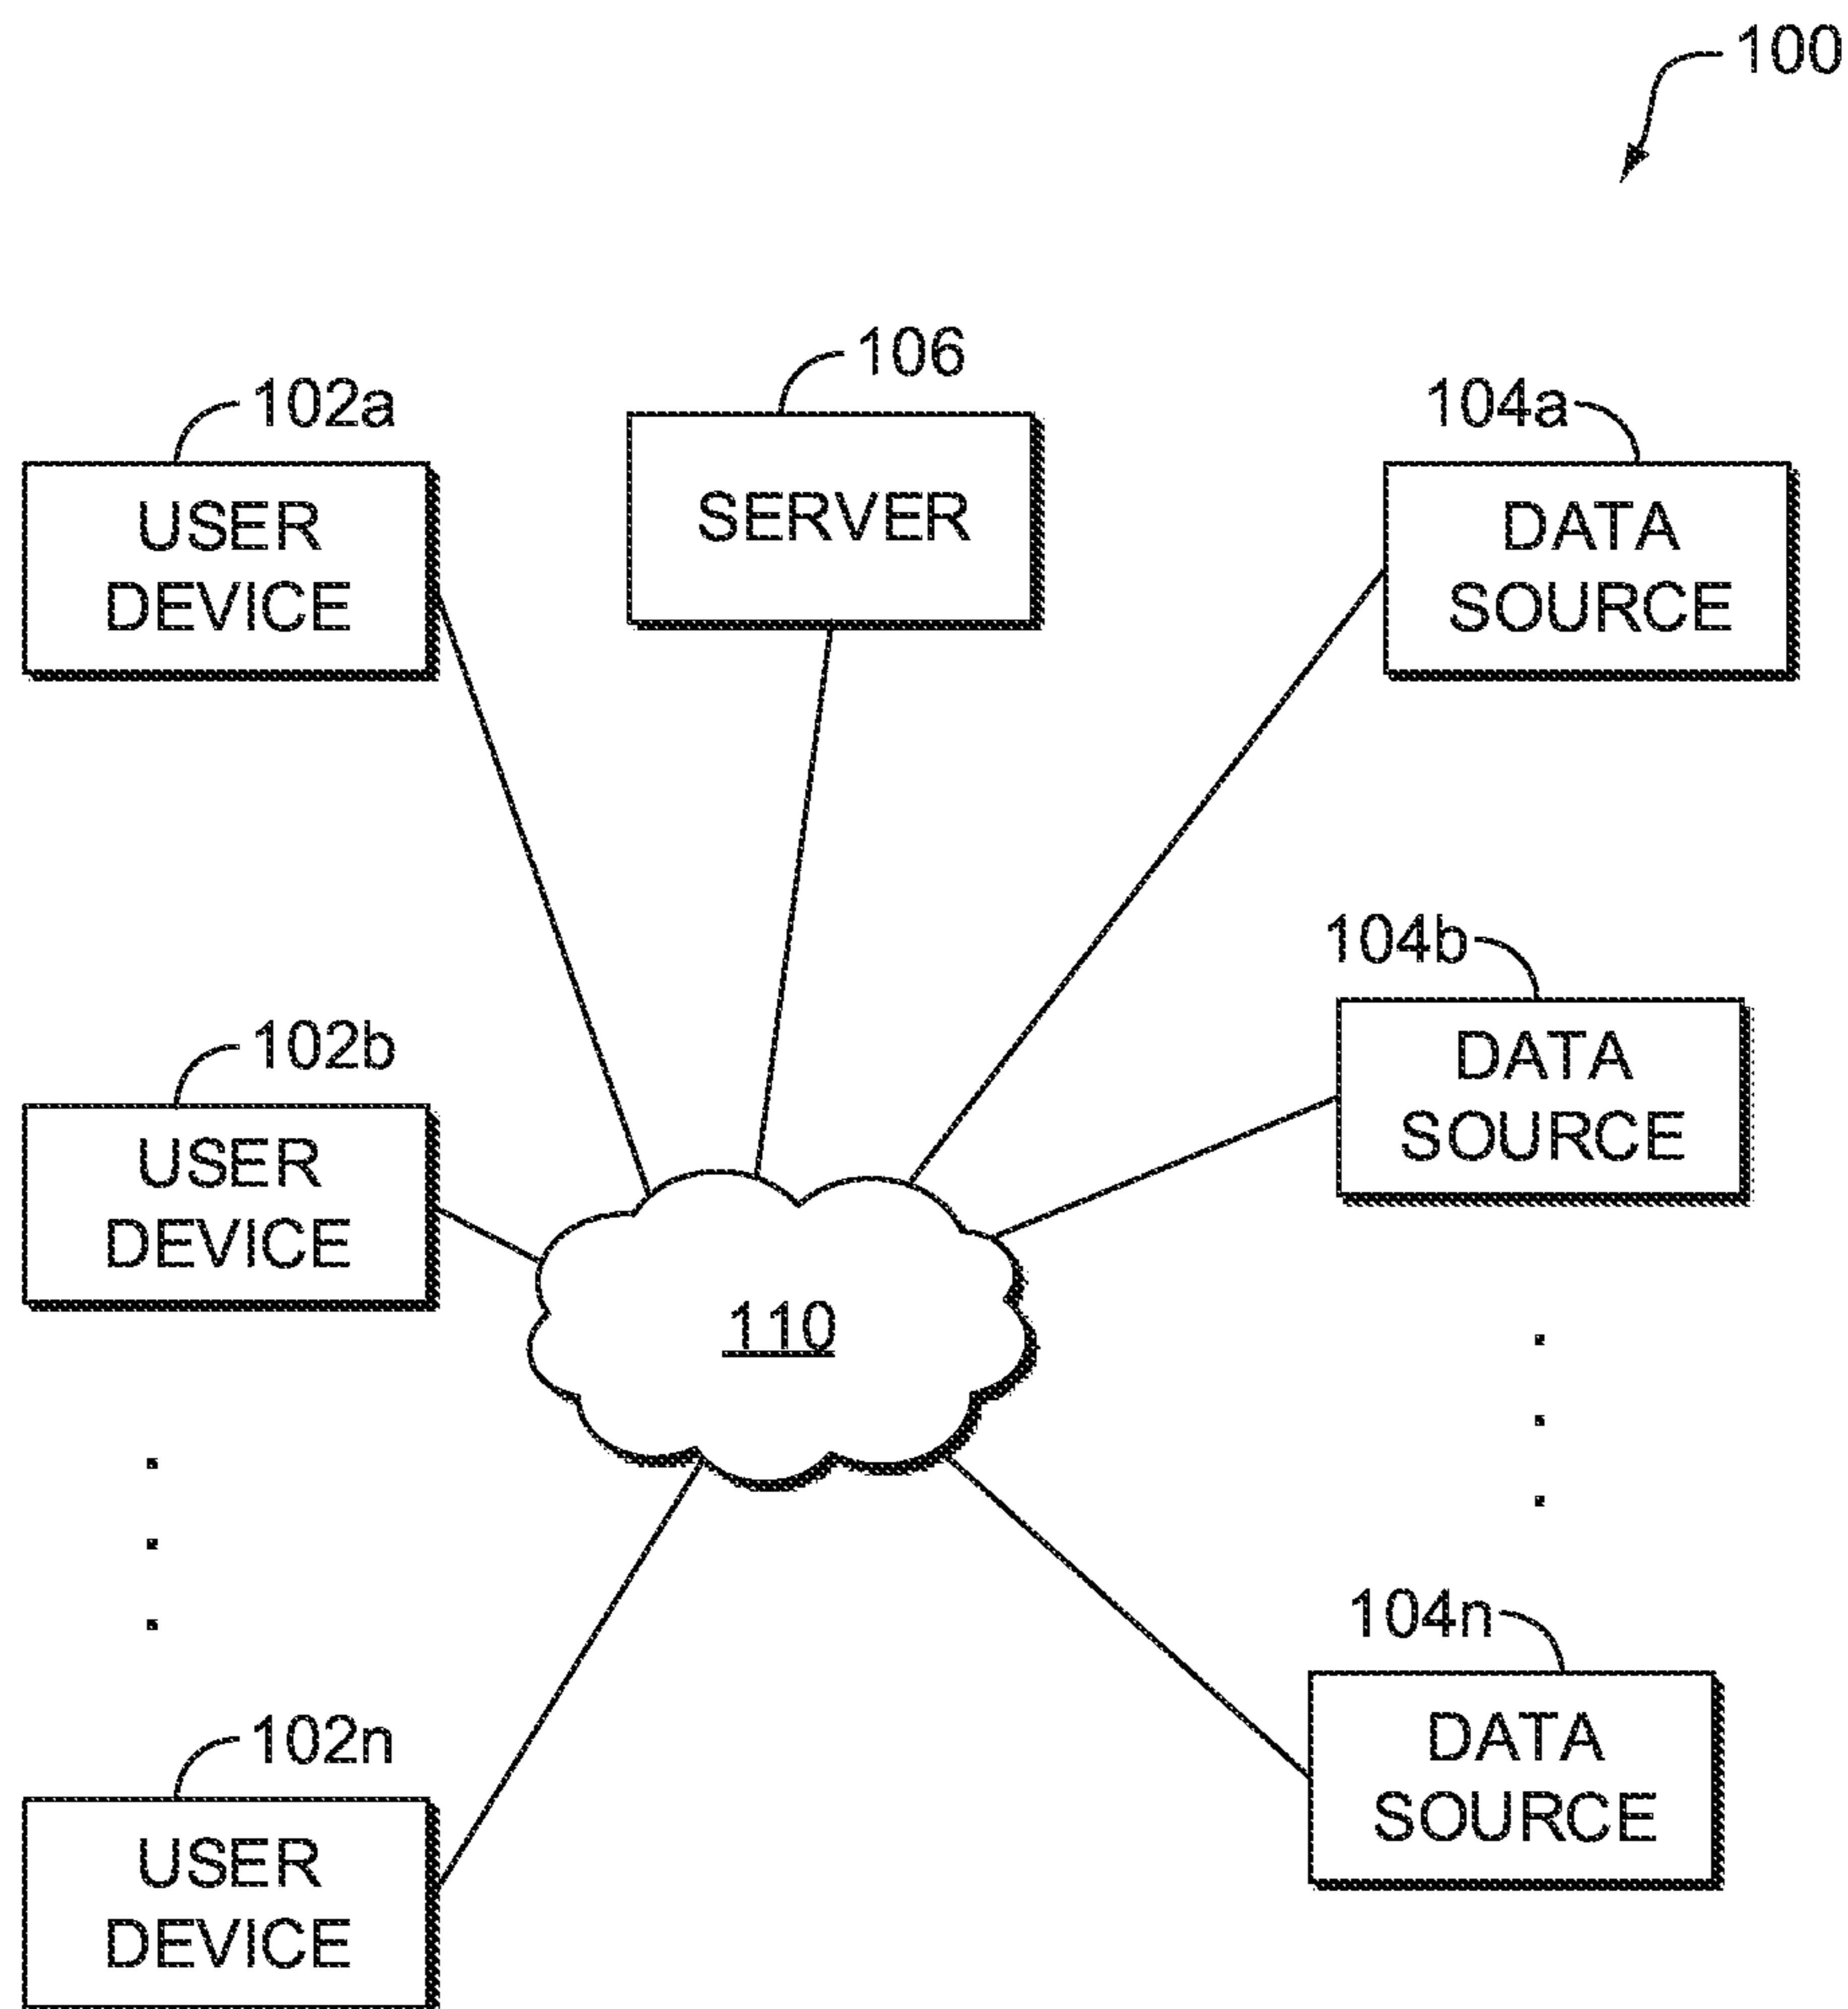 100
106
102a
104a
USER
DEVICE
SERVER
DATA
SOURCE
104b
102b
DATA
SOURCE
USER
DEVICE
110
104n
102n
DATA
SOURCE
USER
DEVICE